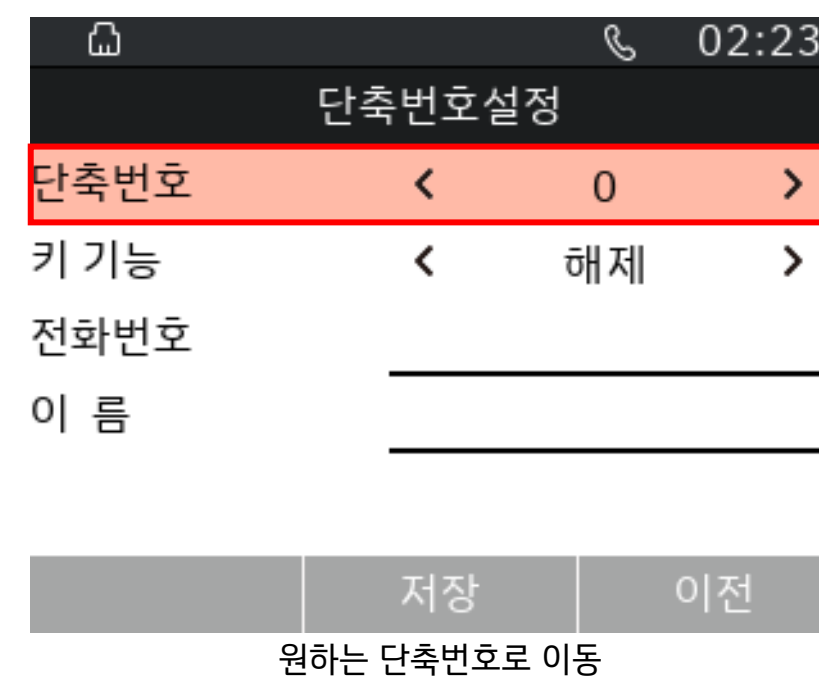 02:23
단축번호설정
단축번호 < 0 >
키 기능 < 해제 >
전화번호
이 름
저장 이전
원하는 단축번호로 이동